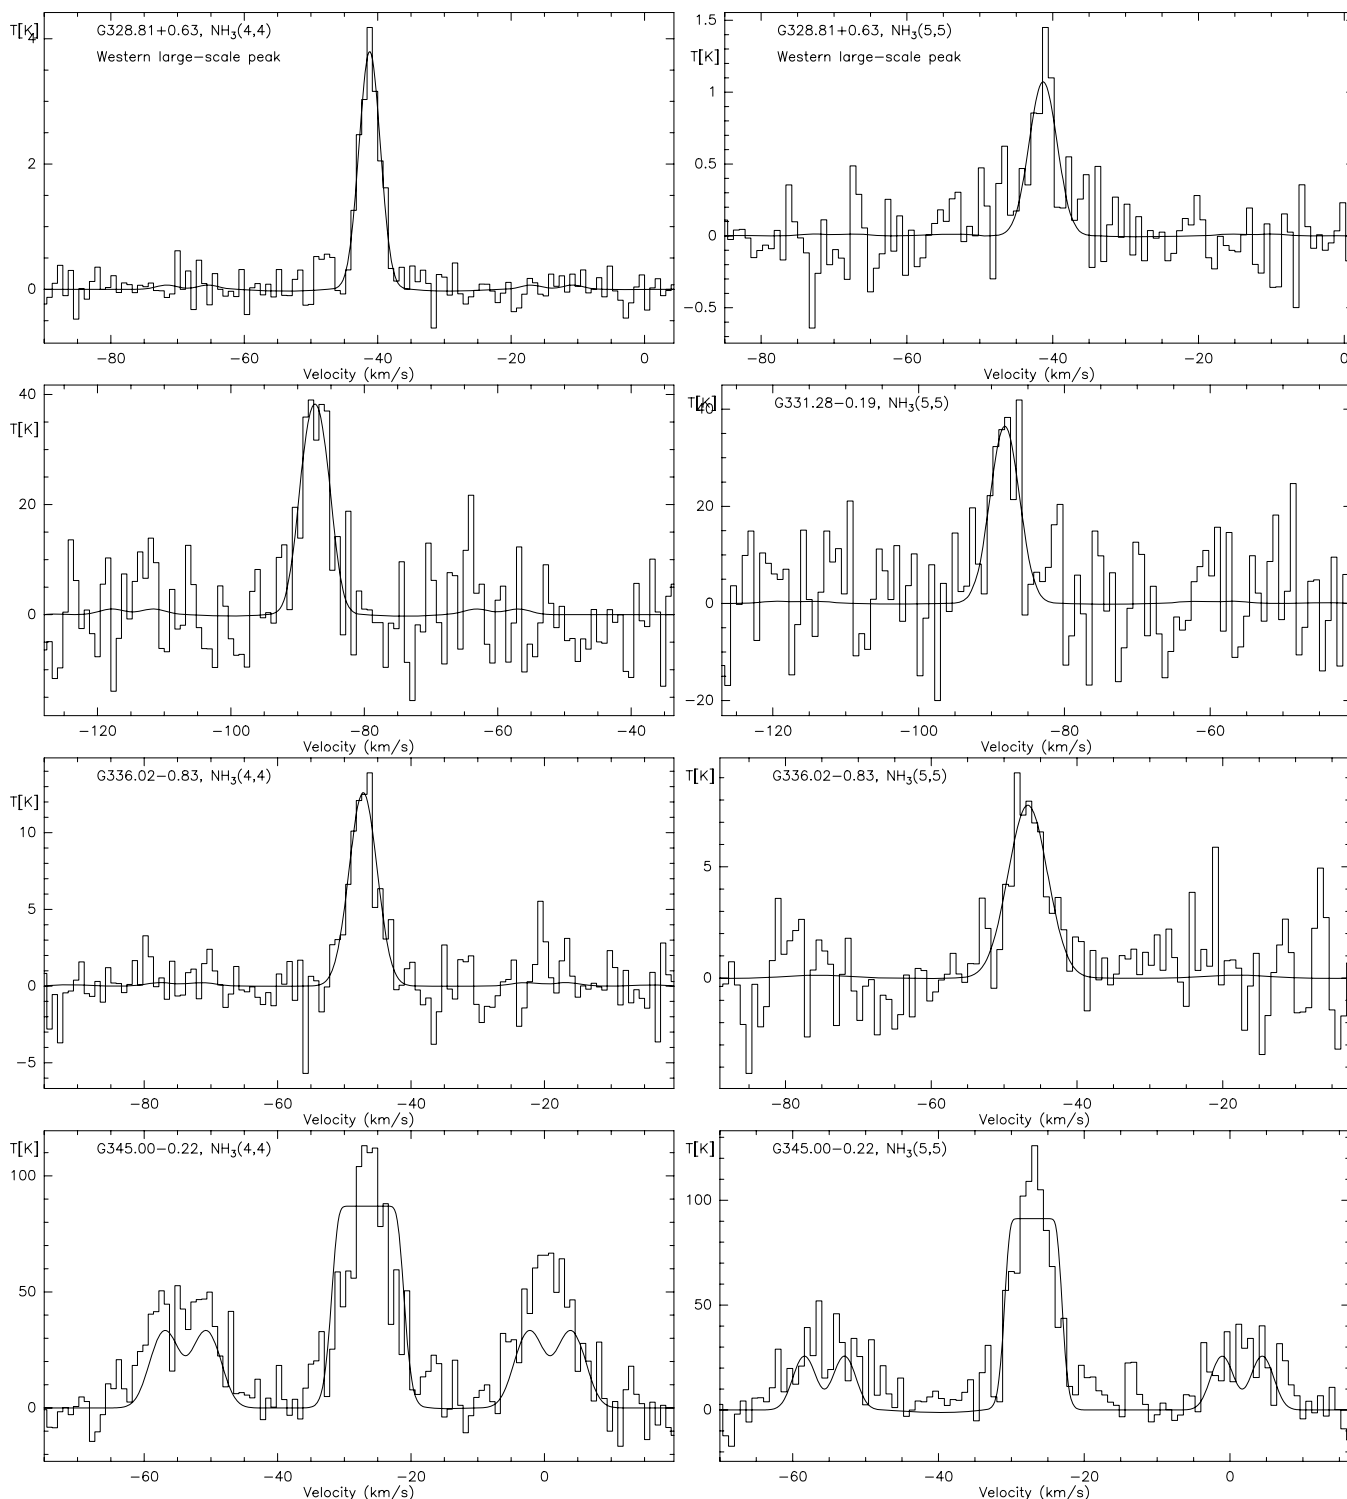 T[K]
G328.81+0.63, NH3(4,4)
Western large-scale peak
4
2
0
−80 −60 −40 −20 0
Velocity (km/s)
T[K]
G328.81+0.63, NH3(5,5)
Western large-scale peak
1.5
1
0.5
0
−0.5
−80 −60 −40 −20 0
Velocity (km/s)
T[K]
40
20
0
−120 −100 −80 −60 −40
Velocity (km/s)
T[K]
G331.28−0.19, NH3(5,5)
40
20
0
−20
−120 −100 −80 −60
Velocity (km/s)
T[K]
G336.02−0.83, NH3(4,4)
10
5
0
−5
−80 −60 −40 −20
Velocity (km/s)
T[K]
G336.02−0.83, NH3(5,5)
5
0
−80 −60 −40 −20
Velocity (km/s)
T[K]
G345.00−0.22, NH3(4,4)
100
50
0
−60 −40 −20 0
Velocity (km/s)
T[K]
G345.00−0.22, NH3(5,5)
100
50
0
−60 −40 −20 0
Velocity (km/s)